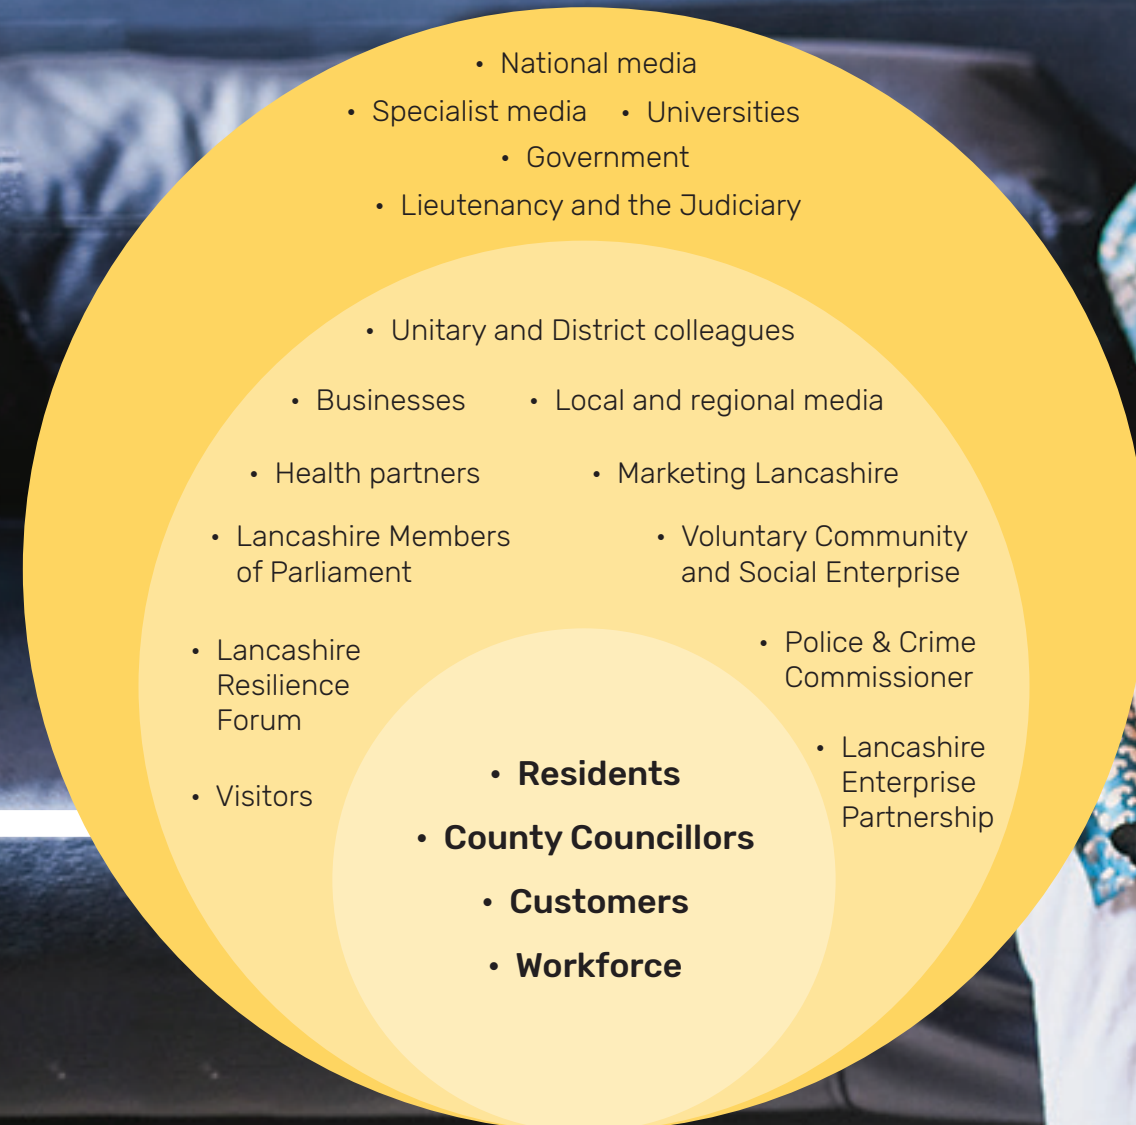 • National media
• Specialist media • Universities
• Government
• Lieutenancy and the Judiciary
• Unitary and District colleagues
• Businesses • Local and regional media
• Health partners • Marketing Lancashire
• Lancashire Members
of Parliament
• Voluntary Community
and Social Enterprise
• Lancashire
Resilience
Forum
• Police & Crime
Commissioner
• Visitors
• Lancashire
Enterprise
Partnership
• Residents
• County Councillors
• Customers
• Workforce